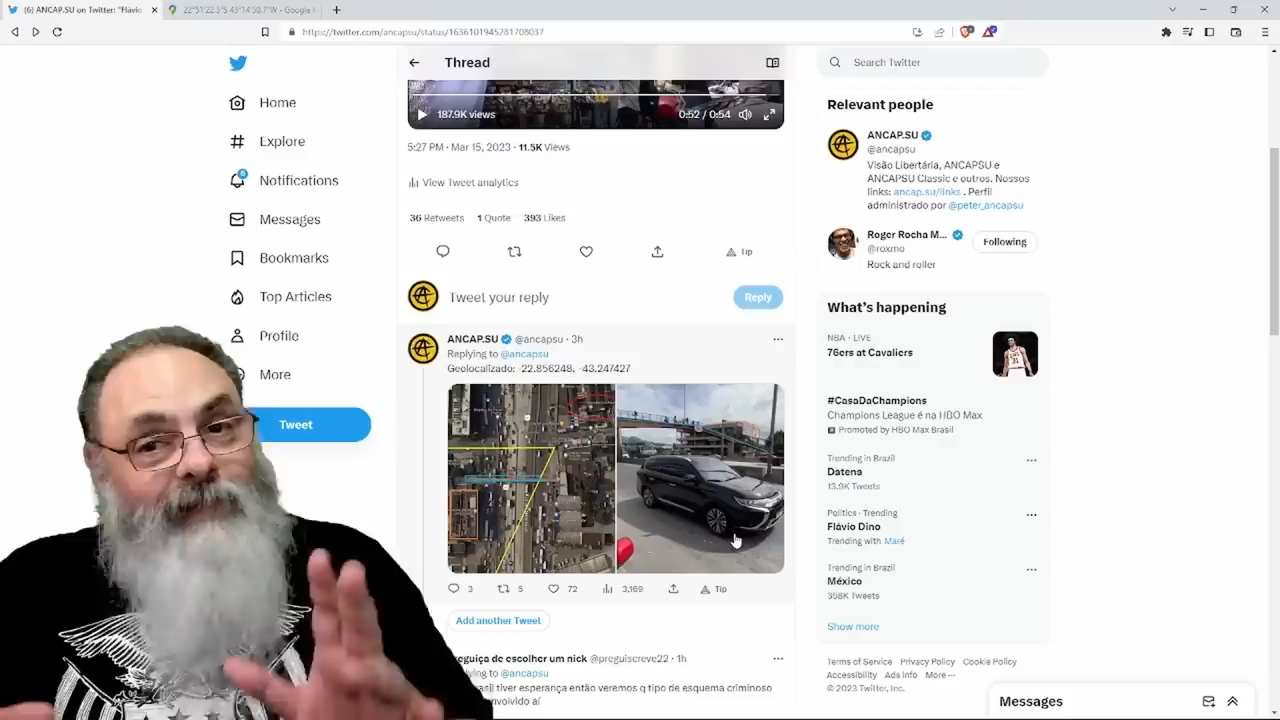 (6) ANCAP.SU on Twitter: "Flávio
22°51'22.5"S 43°14'50.7"W - Google
https://twitter.com/ancapsu/status/1636101945281708037
Home
Explore
6
Notifications
Messages
Bookmarks
Top Articles
Profile
More
Tweet
Thread
187.9K views
0:52 / 0:54
5:27 PM · Mar 15, 2023 · 11.5K Views
View Tweet analytics
36 Retweets 1 Quote 393 Likes
Tip
Tweet your reply
Reply
ANCAP.SU @ancapsu · 3h
Replying to @ancapsu
Geolocalizado: -22.856248, -43.247427
3 5 72 3,169 Tip
Add another Tweet
reguiça de escolher um nick @preguiscreve22 · 1h
ying to @ancapsu
tiver esperança então veremos q tipo de esquema criminoso
Search Twitter
Relevant people
ANCAP.SU
@ancapsu
Visão Libertária, ANCAPSU e
ANCAPSU Classic e outros. Nossos
links: ancap.su/links . Perfil
administrado por @peter_ancapsu
Roger Rocha M...
@roxmo
Following
Rock and roller
What's happening
NBA · LIVE
76ers at Cavaliers
#CasaDaChampions
Champions League é na HBO Max
Promoted by HBO Max Brasil
Trending in Brazil
Datena
13.9K Tweets
Politics · Trending
Flávio Dino
Trending with Maré
Trending in Brazil
México
358K Tweets
Show more
Terms of Service Privacy Policy Cookie Policy
Accessibility Ads info More ···
© 2023 Twitter, Inc.
Messages